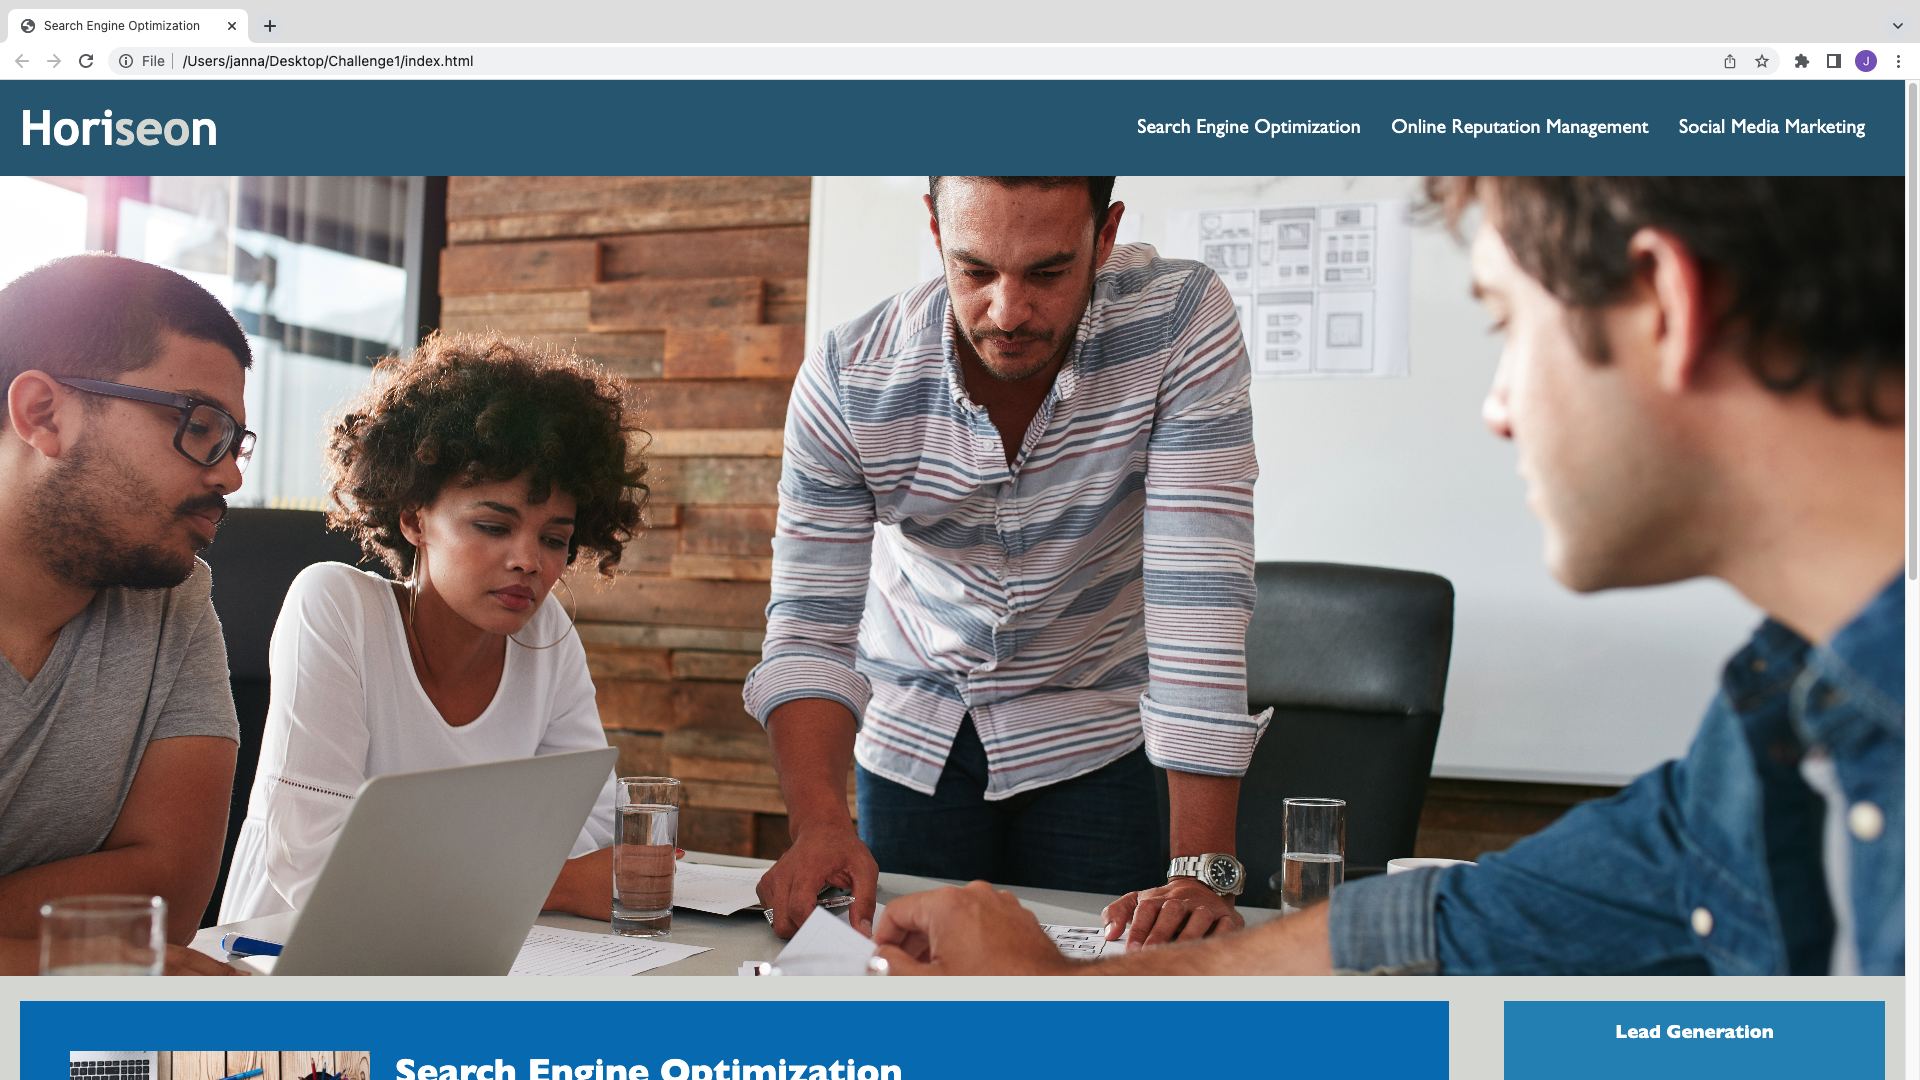 Search Engine Optimization
File /Users/janna/Desktop/Challenge1/index.html
J
Horiseon
Search Engine Optimization Online Reputation Management Social Media Marketing
Search Engine Optimization
Lead Generation